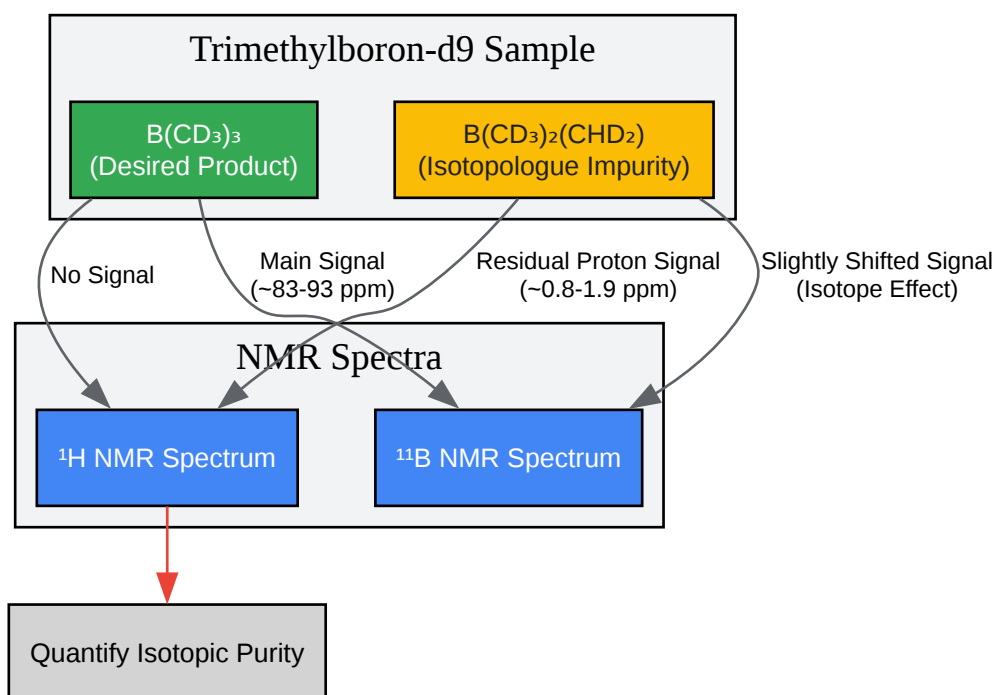 Trimethylboron-d9 Sample
B(CD₃)₃
(Desired Product)
B(CD₃)₂(CHD₂)
(Isotopologue Impurity)
No Signal
Main Signal
(~83-93 ppm)
Residual Proton Signal
(~0.8-1.9 ppm)
Slightly Shifted Signal
(Isotope Effect)
NMR Spectra
¹H NMR Spectrum
¹¹B NMR Spectrum
Quantify Isotopic Purity